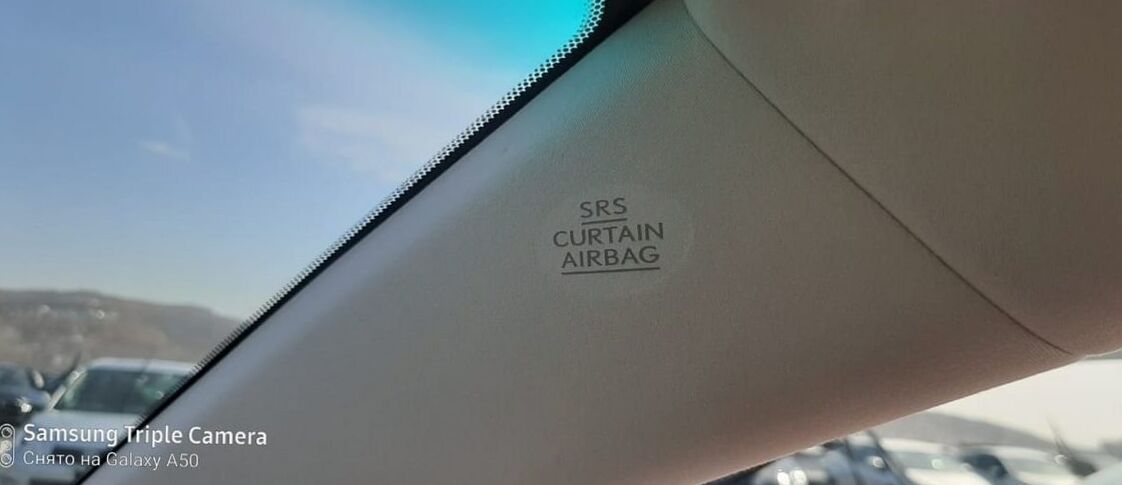 SRS
CURTAIN
AIRBAG
Samsung Triple Camera
Снято на Galaxy A50